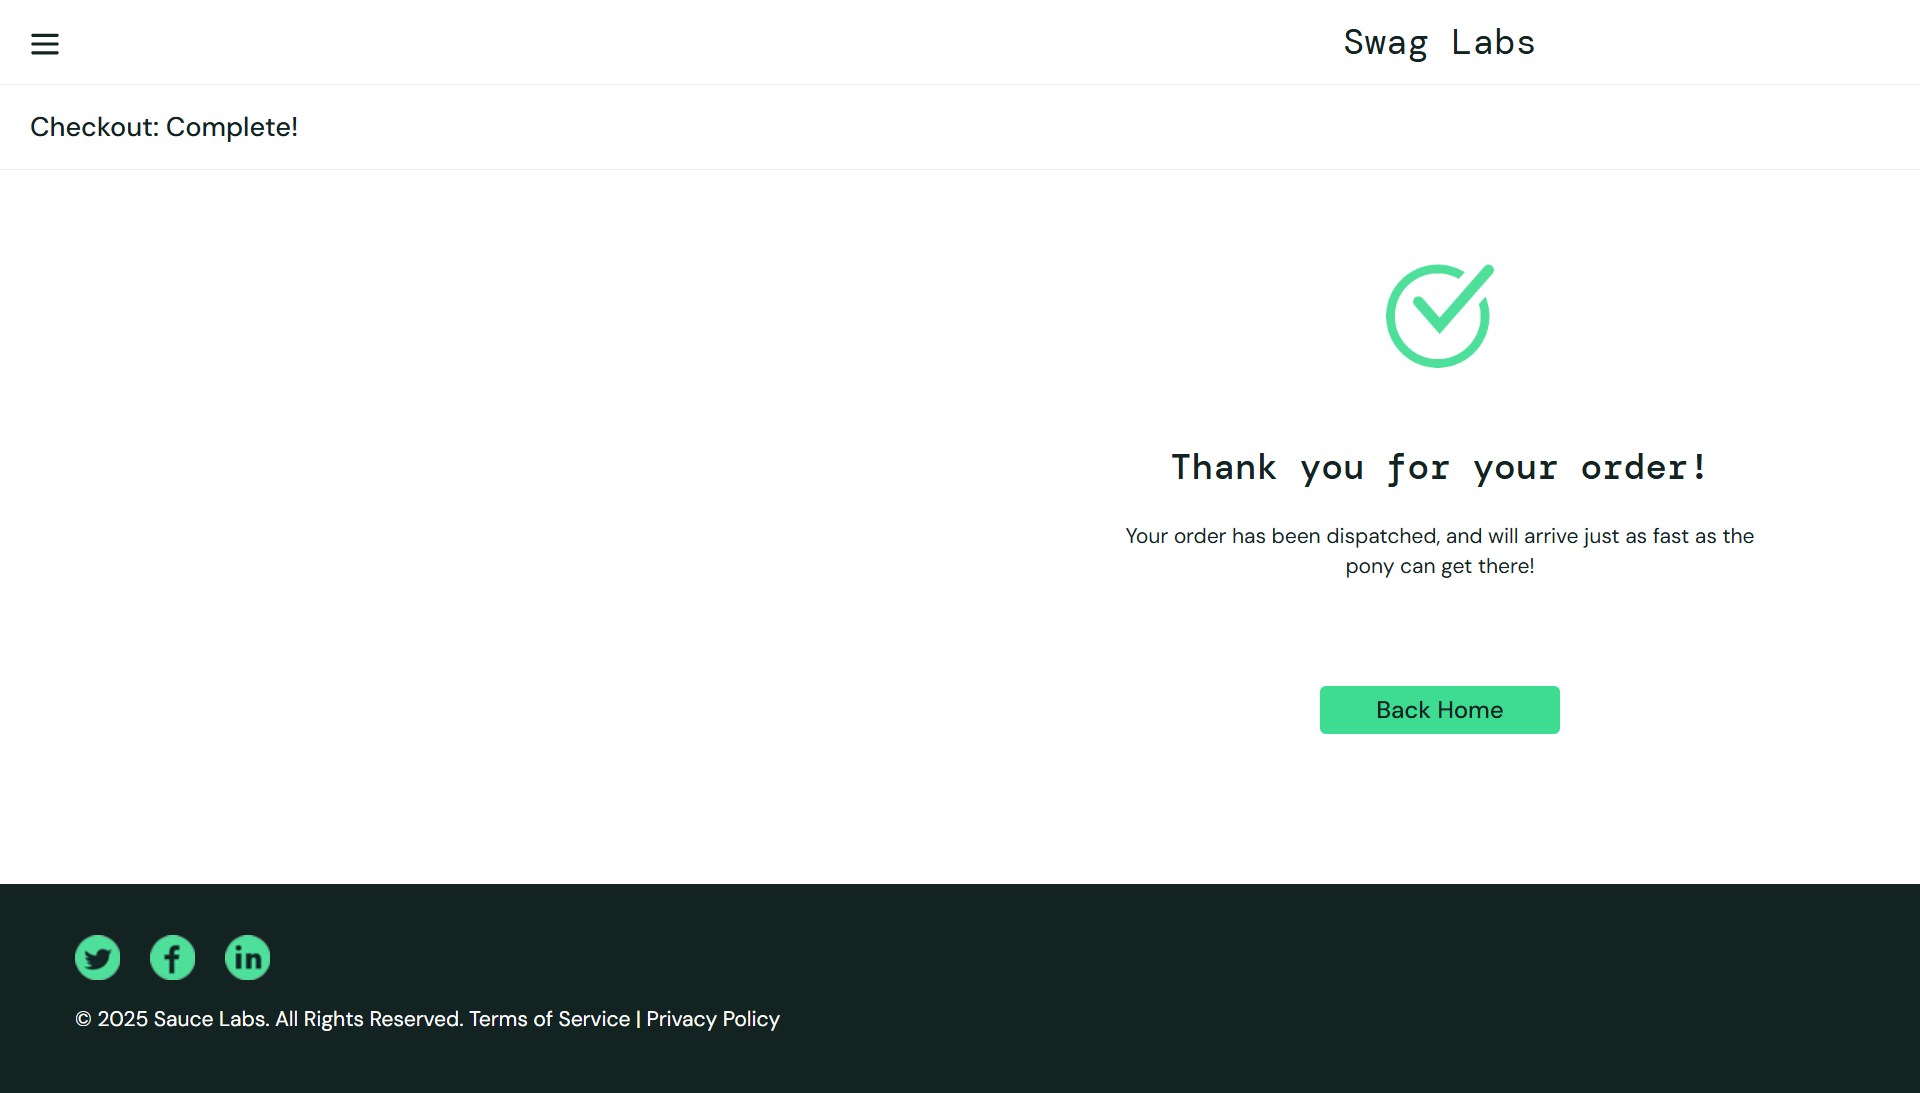 Swag Labs
Checkout: Complete!
Thank you for your order!
Your order has been dispatched, and will arrive just as fast as the
pony can get there!
Back Home
© 2025 Sauce Labs. All Rights Reserved. Terms of Service | Privacy Policy